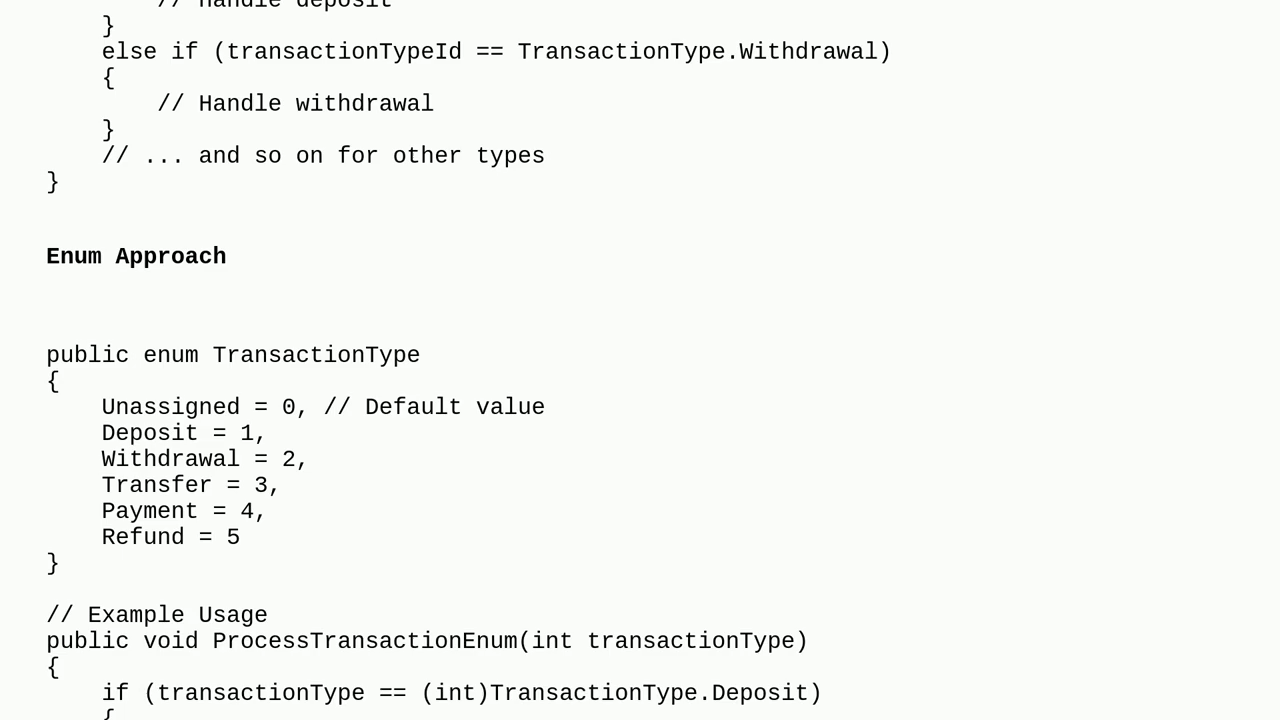 // Handle deposit
}
else if (transactionTypeId == TransactionType.Withdrawal)
{
// Handle withdrawal
}
// ... and so on for other types
}
Enum Approach
public enum TransactionType
{
Unassigned = 0, // Default value
Deposit = 1,
Withdrawal = 2,
Transfer = 3,
Payment = 4,
Refund = 5
}
// Example Usage
public void ProcessTransactionEnum(int transactionType)
{
if (transactionType == (int)TransactionType.Deposit)
{